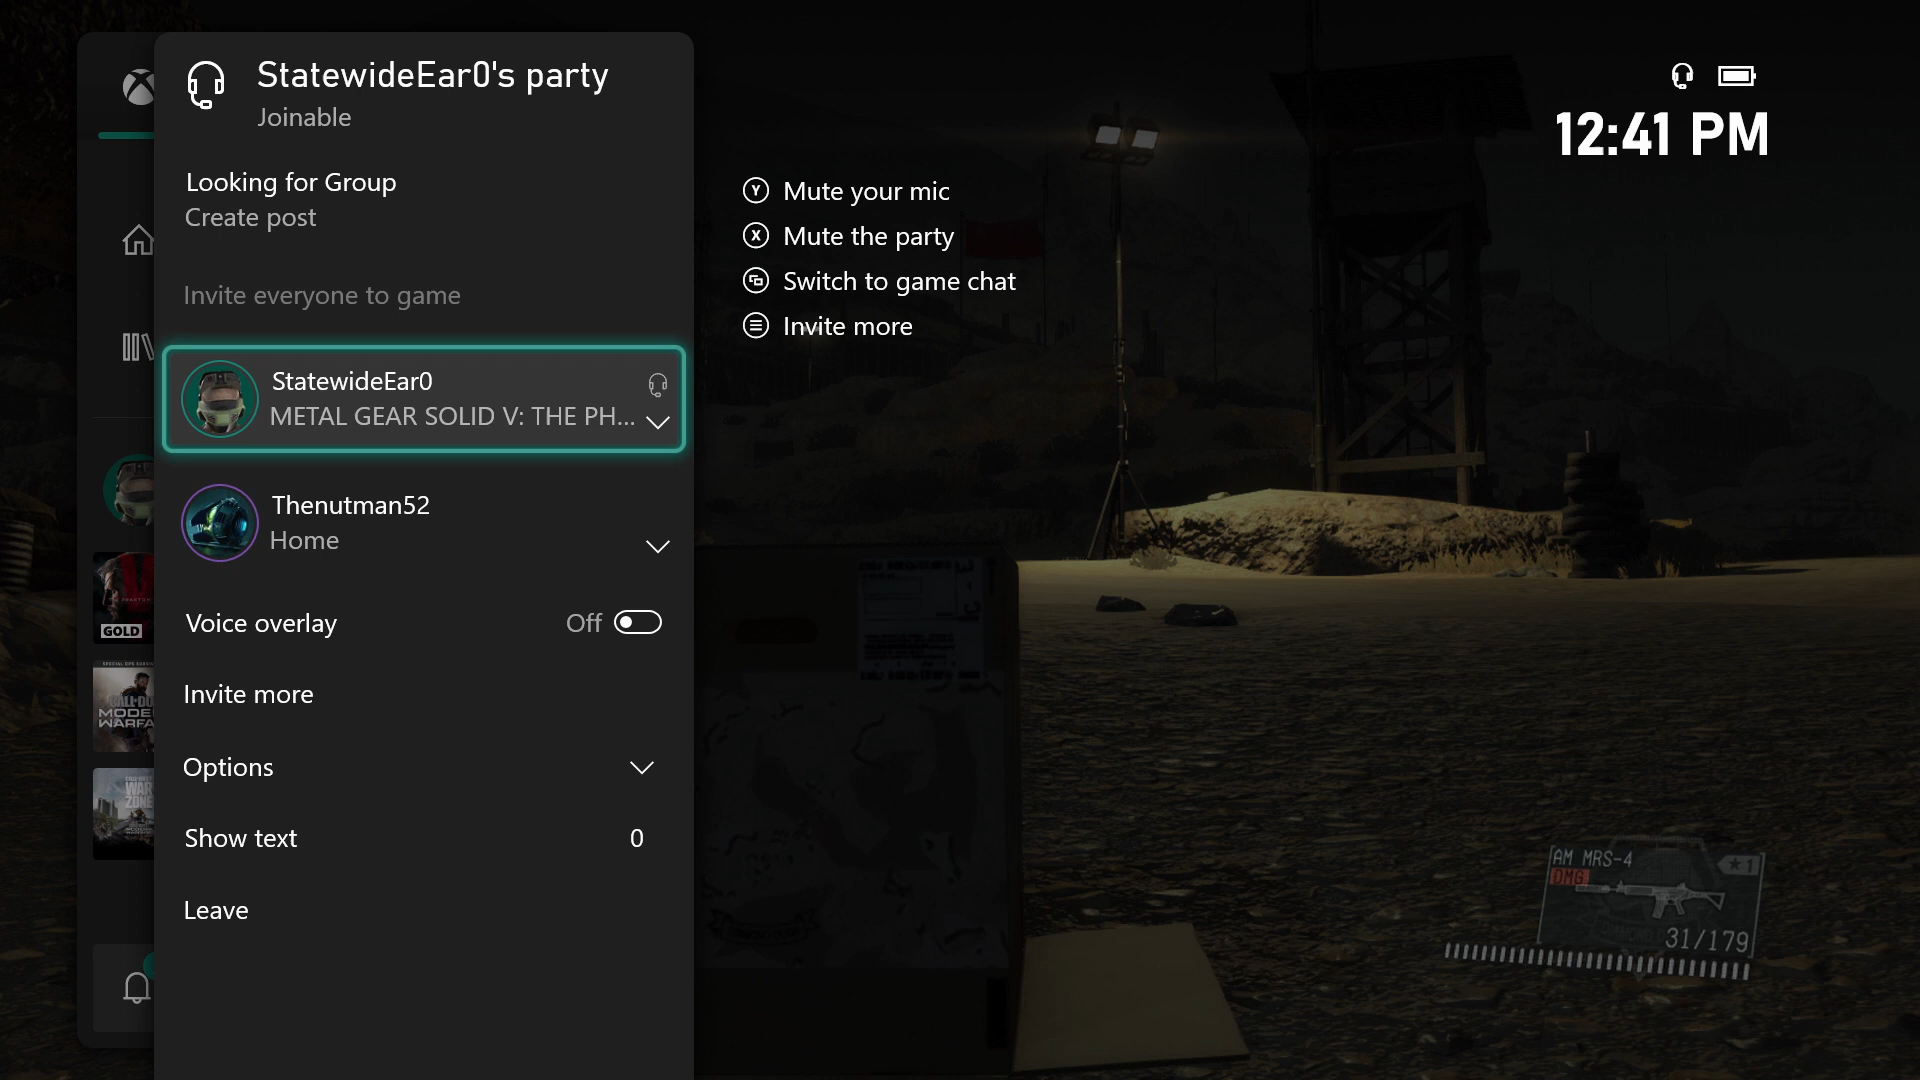 StatewideEar0's party
Joinable
12:41 PM
Looking for Group
Create post
Invite everyone to game
Y Mute your mic
X Mute the party
Switch to game chat
Invite more
StatewideEar0
METAL GEAR SOLID V: THE PH...
Thenutman52
Home
GOLD
Voice overlay
Off
Invite more
Options
Show text
0
Leave
AM MRS-4
★1
DMG
31/179